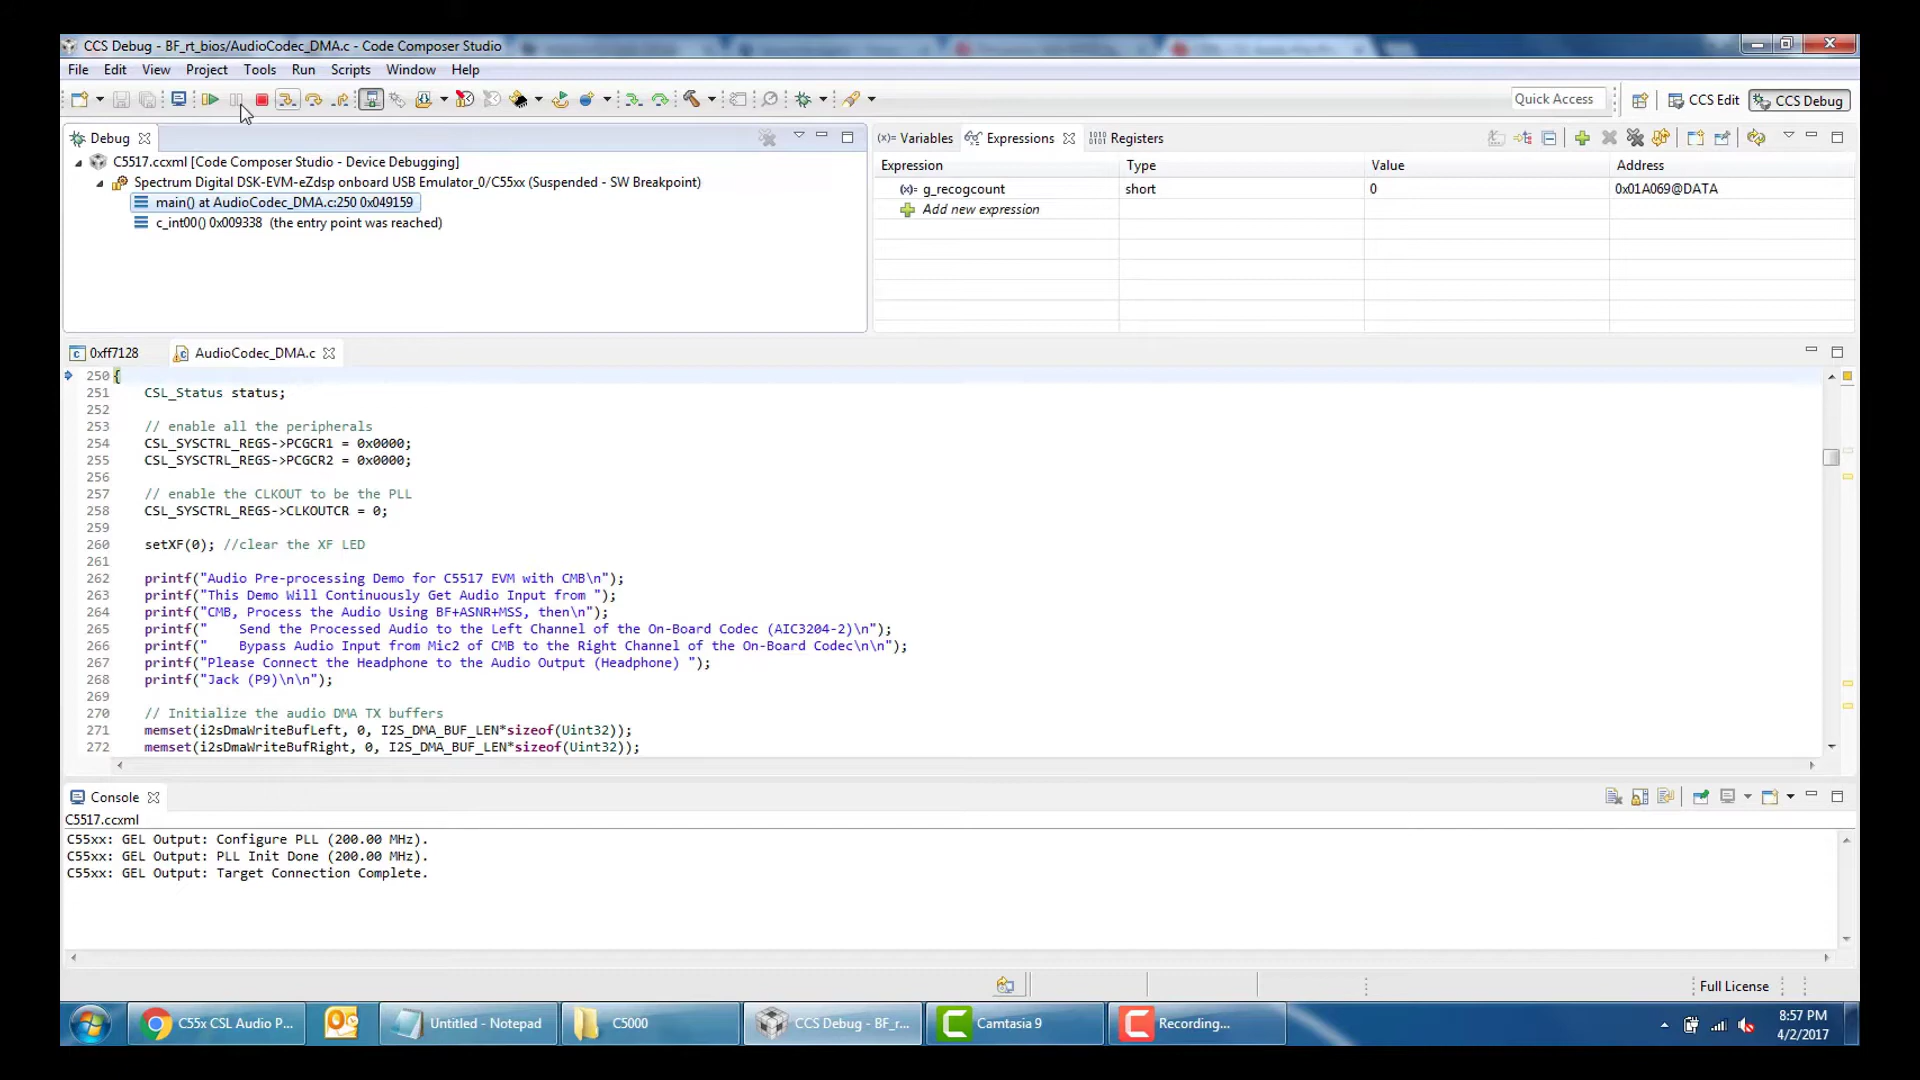 CCS Debug - BF_rt_bios/AudioCodec_DMA.c - Code Composer Studio
File Edit View Project Tools Run Scripts Window Help
Quick Access
CCS Edit
CCS Debug
Debug
C5517.ccxml [Code Composer Studio - Device Debugging]
Spectrum Digital DSK-EVM-eZdsp onboard USB Emulator_0/C55xx (Suspended - SW Breakpoint)
main() at AudioCodec_DMA.c:250 0x049159
c_int00() 0x009338 (the entry point was reached)
(x)= Variables
Expressions
Registers
Expression Type Value Address
(x)= g_recogcount short 0 0x01A069@DATA
Add new expression
0xff7128
AudioCodec_DMA.c
250 {
251 CSL_Status status;
252
253 // enable all the peripherals
254 CSL_SYSCTRL_REGS->PCGCR1 = 0x0000;
255 CSL_SYSCTRL_REGS->PCGCR2 = 0x0000;
256
257 // enable the CLKOUT to be the PLL
258 CSL_SYSCTRL_REGS->CLKOUTCR = 0;
259
260 setXF(0); //clear the XF LED
261
262 printf("Audio Pre-processing Demo for C5517 EVM with CMB\n");
263 printf("This Demo Will Continuously Get Audio Input from ");
264 printf("CMB, Process the Audio Using BF+ASNR+MSS, then\n");
265 printf("    Send the Processed Audio to the Left Channel of the On-Board Codec (AIC3204-2)\n");
266 printf("    Bypass Audio Input from Mic2 of CMB to the Right Channel of the On-Board Codec\n\n");
267 printf("Please Connect the Headphone to the Audio Output (Headphone) ");
268 printf("Jack (P9)\n\n");
269
270 // Initialize the audio DMA TX buffers
271 memset(i2sDmaWriteBufLeft, 0, I2S_DMA_BUF_LEN*sizeof(Uint32));
272 memset(i2sDmaWriteBufRight, 0, I2S_DMA_BUF_LEN*sizeof(Uint32));
Console
C5517.ccxml
C55xx: GEL Output: Configure PLL (200.00 MHz).
C55xx: GEL Output: PLL Init Done (200.00 MHz).
C55xx: GEL Output: Target Connection Complete.
Full License
C55x CSL Audio P...
Untitled - Notepad
C5000
CCS Debug - BF_r...
Camtasia 9
Recording...
8:57 PM
4/2/2017